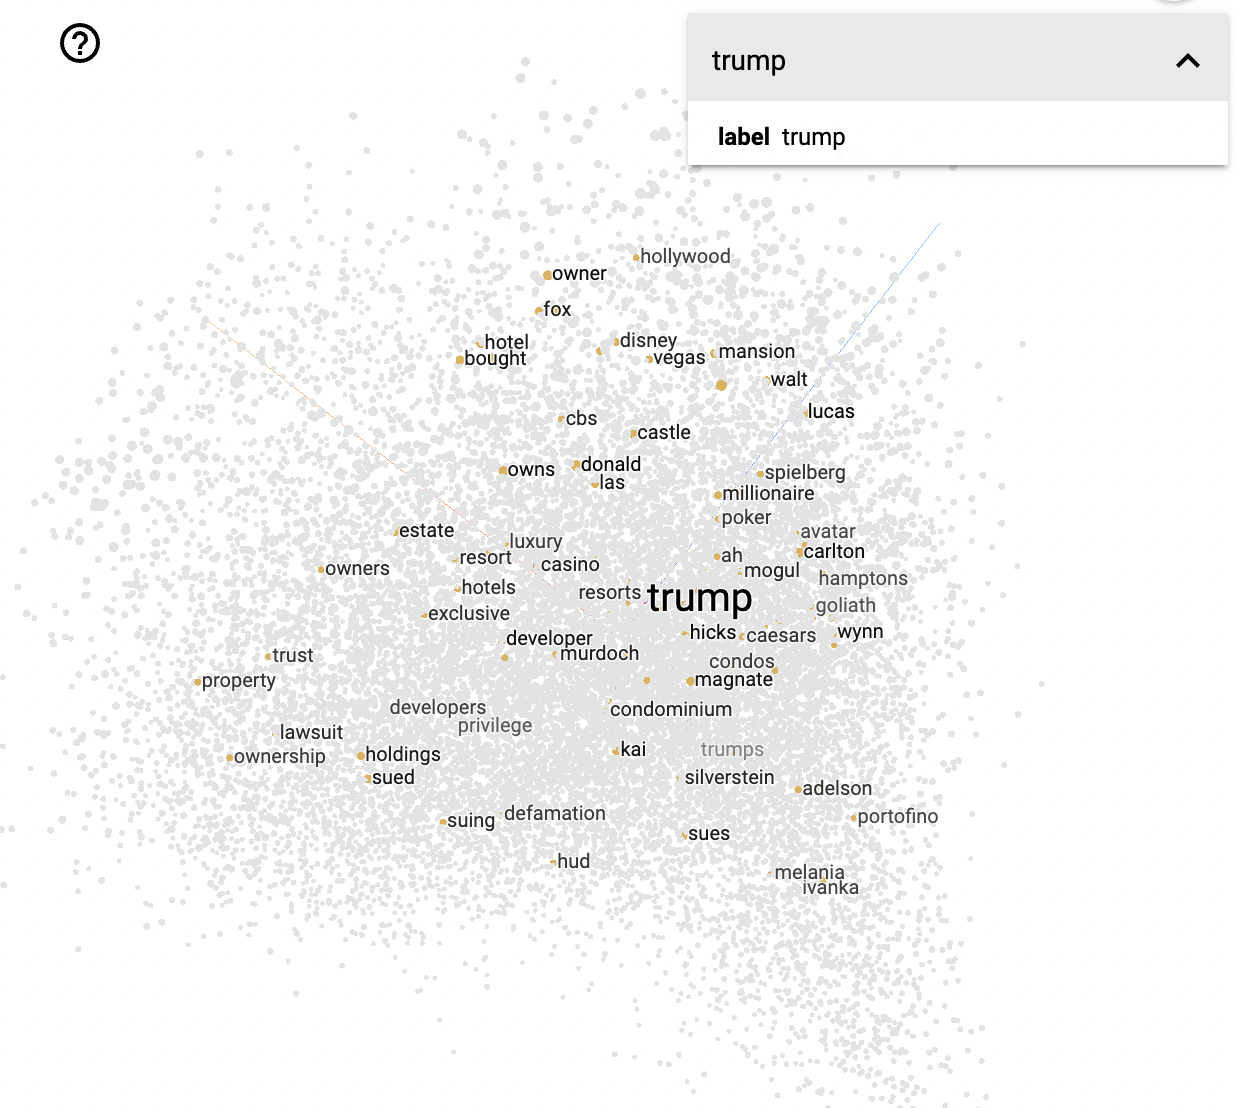 ?
trump
label trump
hollywood
owner
fox
hotel
disney
bought
vegas
mansion
walt
lucas
cbs
castle
owns
donald
las
spielberg
millionaire
poker
estate
luxury
avatar
resort
casino
ah
carlton
owners
mogul
hamptons
hotels
resorts
trump
exclusive
goliath
developer
hicks
caesars
wynn
trust
murdoch
condos
property
magnate
developers
condominium
privilege
lawsuit
kai
trumps
ownership
holdings
sued
silverstein
adelson
suing
defamation
portofino
sues
hud
melania
ivanka